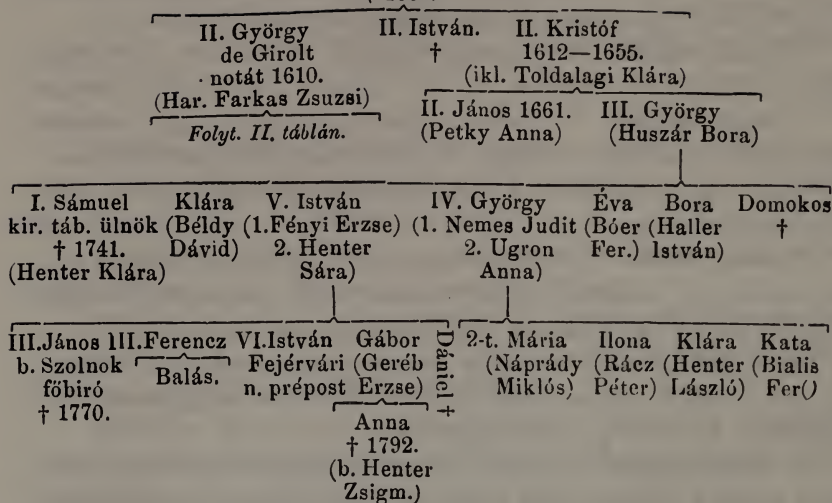 II. György II. István. II. Kristóf
de Girolt † 1612—1655.
notát 1610. (ikl. Toldalagi Klára)
(Har. Farkas Zsuzsi)
Folyt. II. táblán. II. János 1661. III. György
(Petky Anna) (Huszár Bora)
I. Sámuel Klára V. István IV. György Éva Bora Domokos
kir. táb. ülnök (Béldy (1.Fényi Erzse) (1. Nemes Judit (Bóer (Haller †
† 1741. Dávid) 2. Henter 2. Ugron Fer.) István)
(Henter Klára) Sára) Anna)
III.János III.Ferencz VI.István Gábor Dániel † 2-t. Mária Ilona Klára Kata
b. Szolnok Balás. Fejérvári (Geréb (Náprády (Rácz (Henter (Bialis
föbiró n. prépost Erzse) Miklós) Péter) László) Fer()
† 1770.
Anna
† 1792.
(b. Henter
Zsigm.)